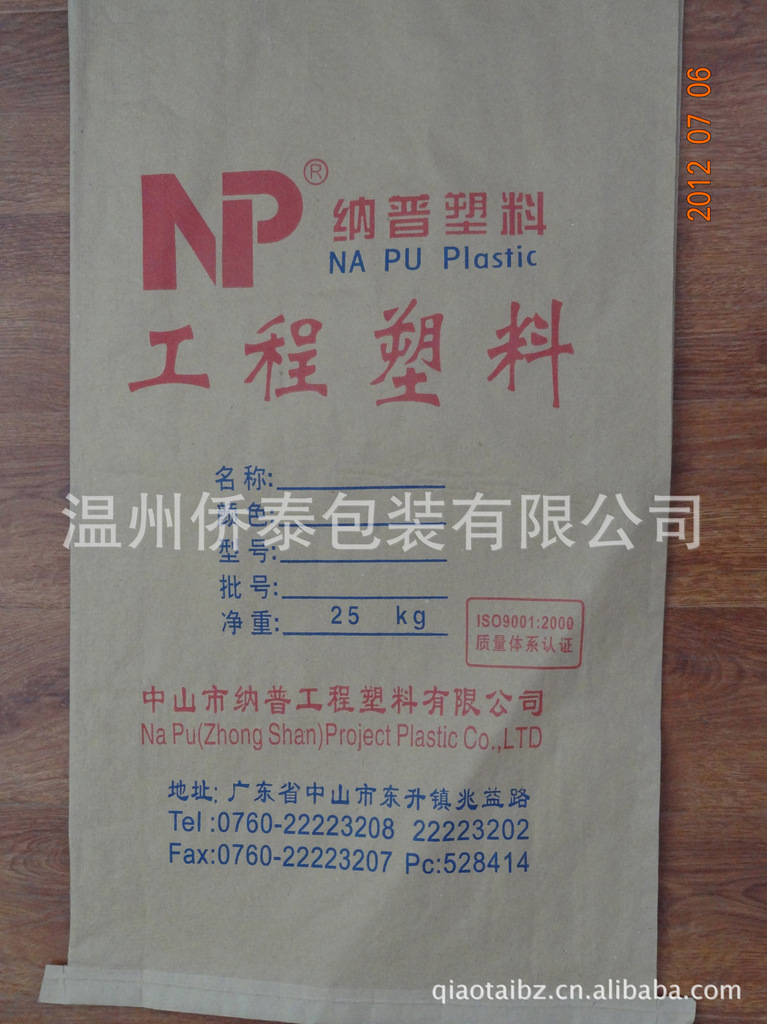 2012 07 06
NP®
纳普塑料
NA PU Plastic
工程塑料
名称:
颜色:
温州侨泰包装有限公司
型号:
批号:
净重: 25 kg
ISO9001:2000
质量体系认证
中山市纳普工程塑料有限公司
Na Pu(Zhong Shan)Project Plastic Co.,LTD
地址: 广东省中山市东升镇兆益路
Tel:0760-22223208 22223202
Fax:0760-22223207 Pc:528414
qiaotaibz.cn.alibaba.com